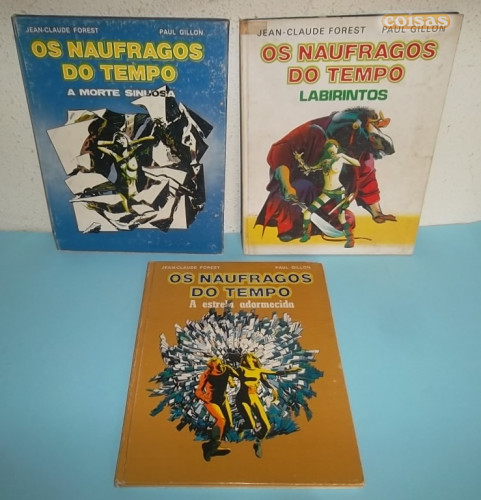 JEAN-CLAUDE FOREST PAUL GILLON
OS NAUFRAGOS
DO TEMPO
A MORTE SINUOSA
coisas
JEAN-CLAUDE FOREST PAUL GILLON
OS NAUFRAGOS
DO TEMPO
LABIRINTOS
JEAN-CLAUDE FOREST PAUL GILLON
OS NAUFRAGOS
DO TEMPO
A estrela adormecida